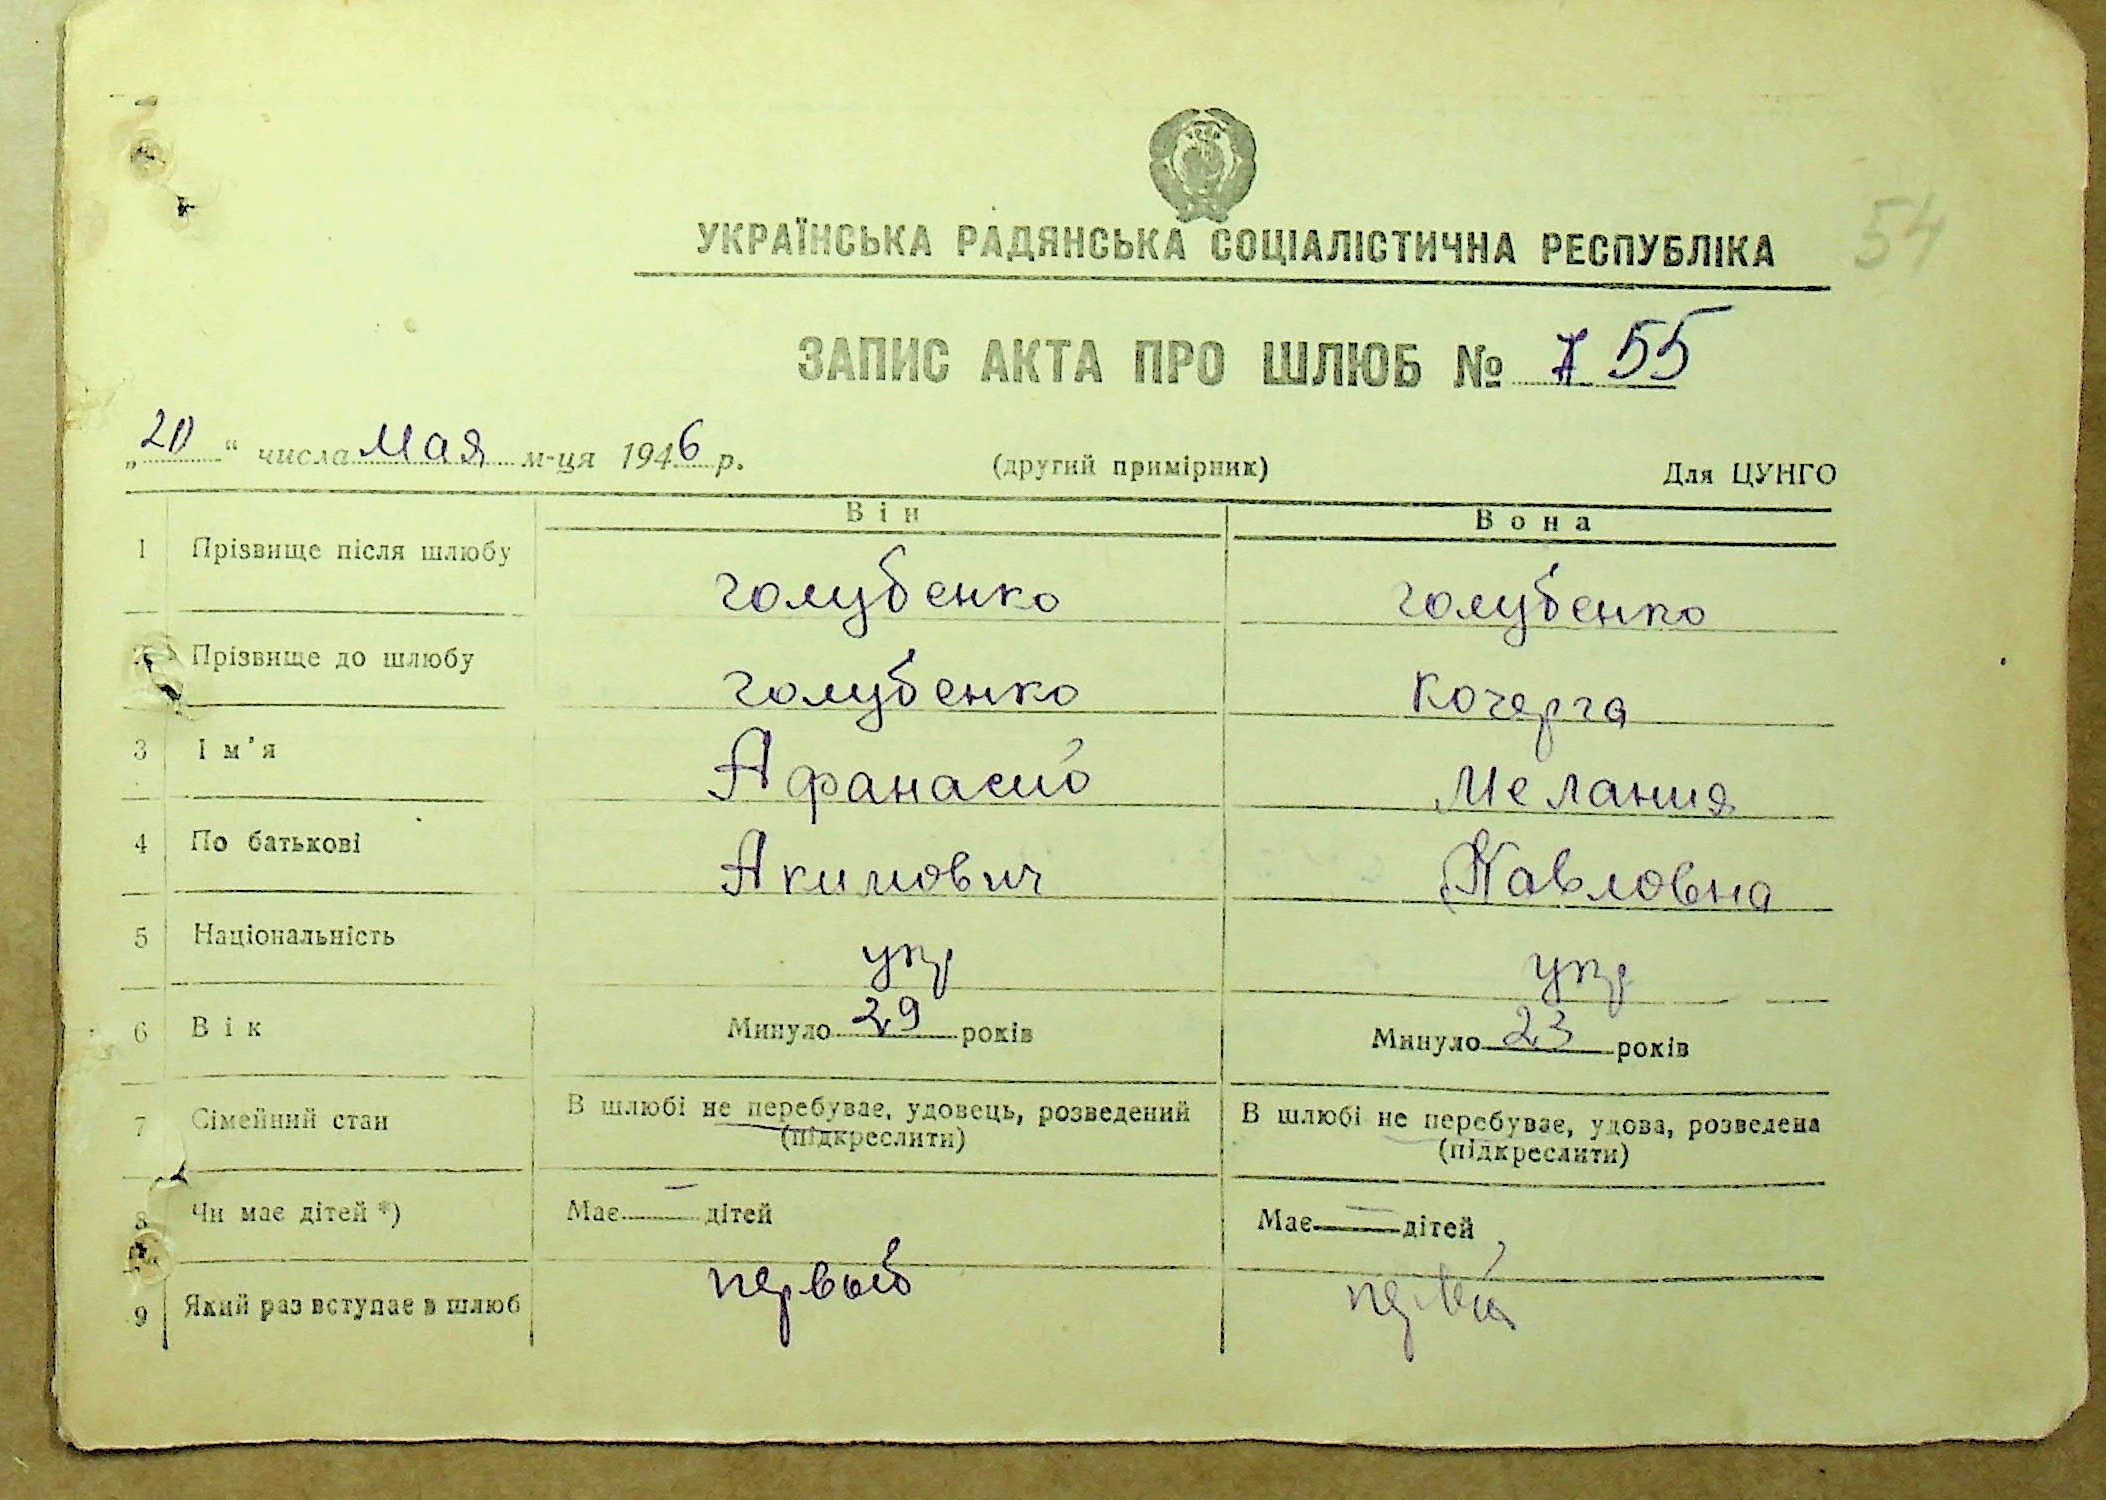 54
УКРАЇНСЬКА РАДЯНСЬКА СОЦІАЛІСТИЧНА РЕСПУБЛІКА
ЗАПИС АКТА ПРО ШЛЮБ № 55
„20“ числа Мая м-ця 1946 р. (другий примірник) Для ЦУНГО
Він Вона
1 Прізвище після шлюбу голубенко голубенко
2 Прізвище до шлюбу голубенко Кочерга
3 Ім'я Афанасий Мелания
4 По батькові Акимович Павловна
5 Національність укр укр
6 Вік Минуло 29 років Минуло 23 років
7 Сімейний стан В шлюбі не перебуває, удовець, розведений В шлюбі не перебуває, удова, розведена
(підкреслити) (підкреслити)
8 Чи має дітей *) Має — дітей Має — дітей
9 Який раз вступає в шлюб первый